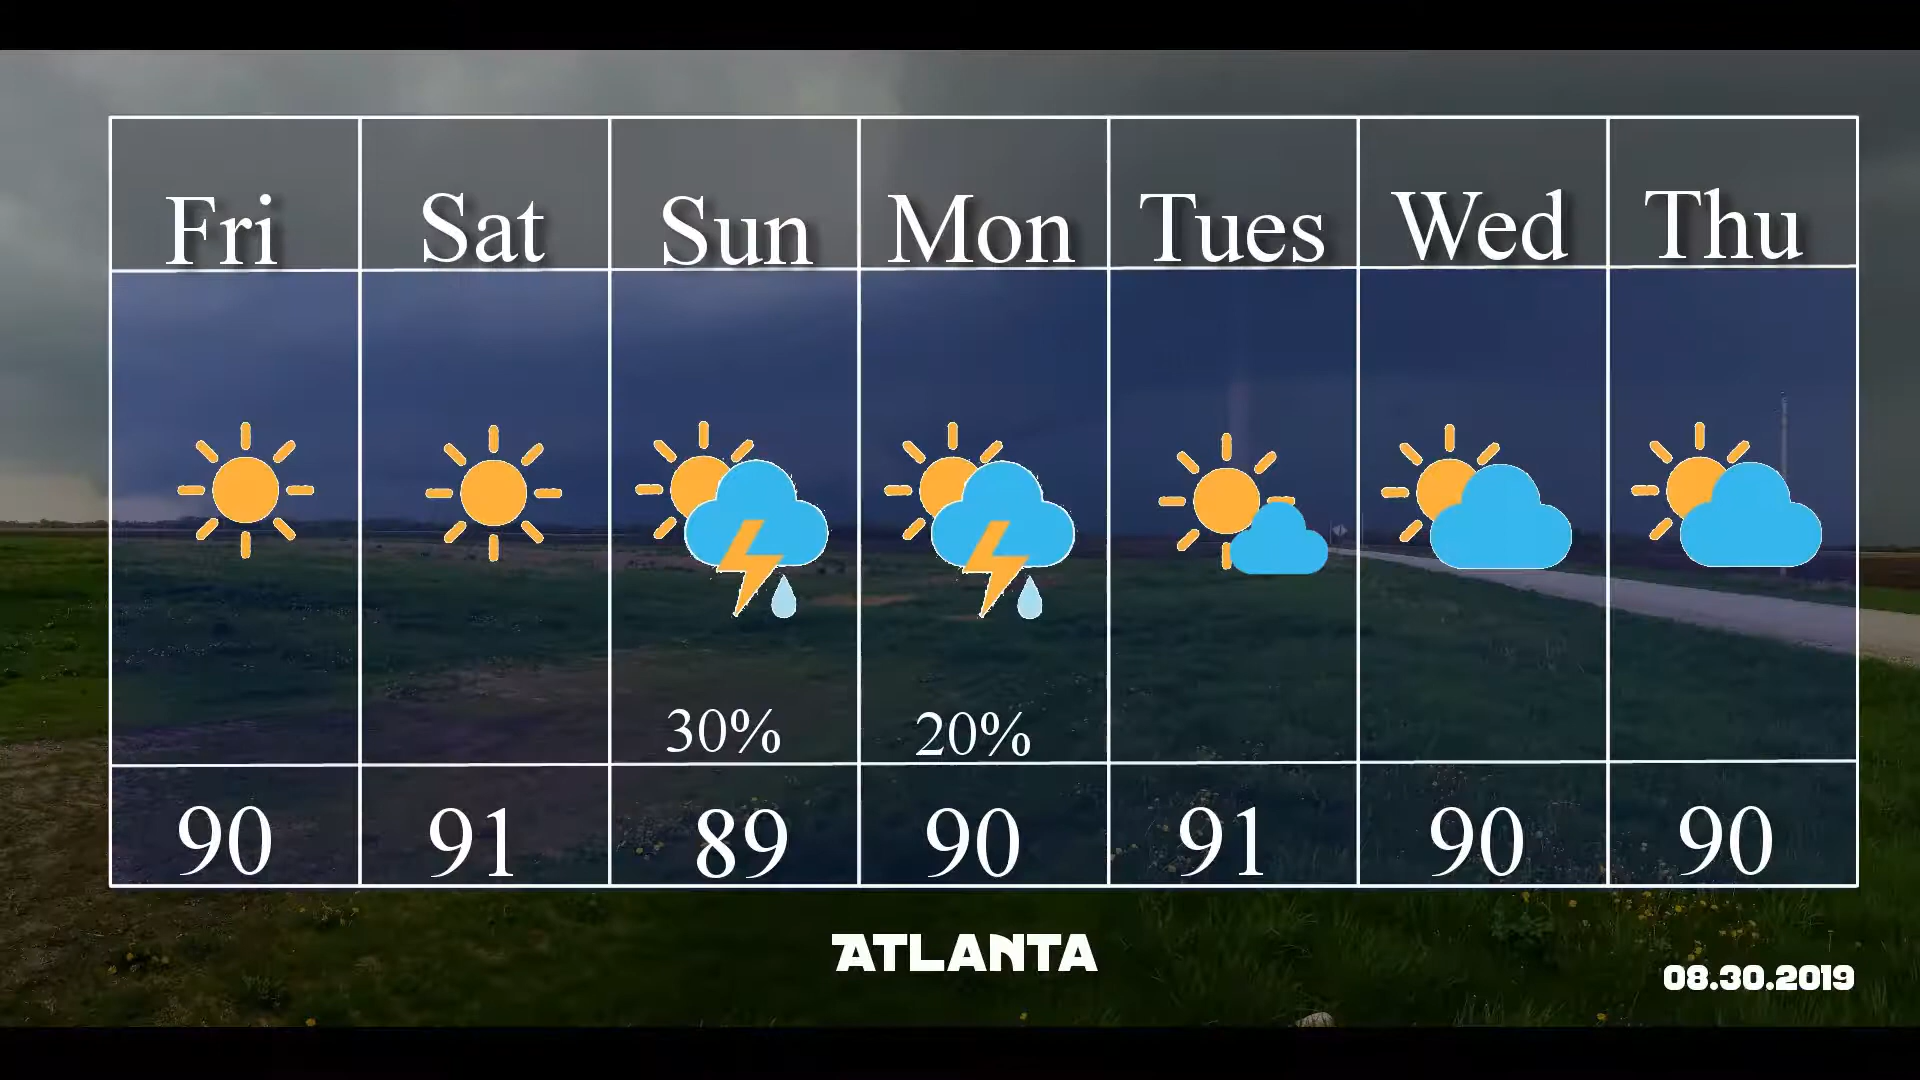 Fri Sat Sun Mon Tues Wed Thu
30% 20%
90 91 89 90 91 90 90
ATLANTA
08.30.2019